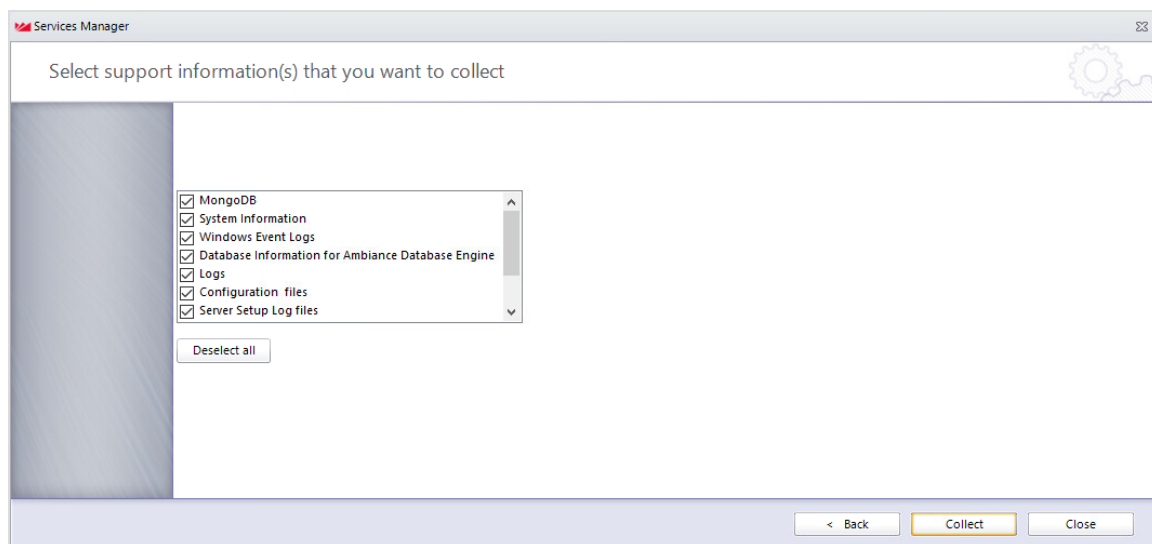 Services Manager
Select support information(s) that you want to collect
MongoDB
System Information
Windows Event Logs
Database Information for Ambiance Database Engine
Logs
Configuration  files
Server Setup Log files
Deselect all
< Back
Collect
Close